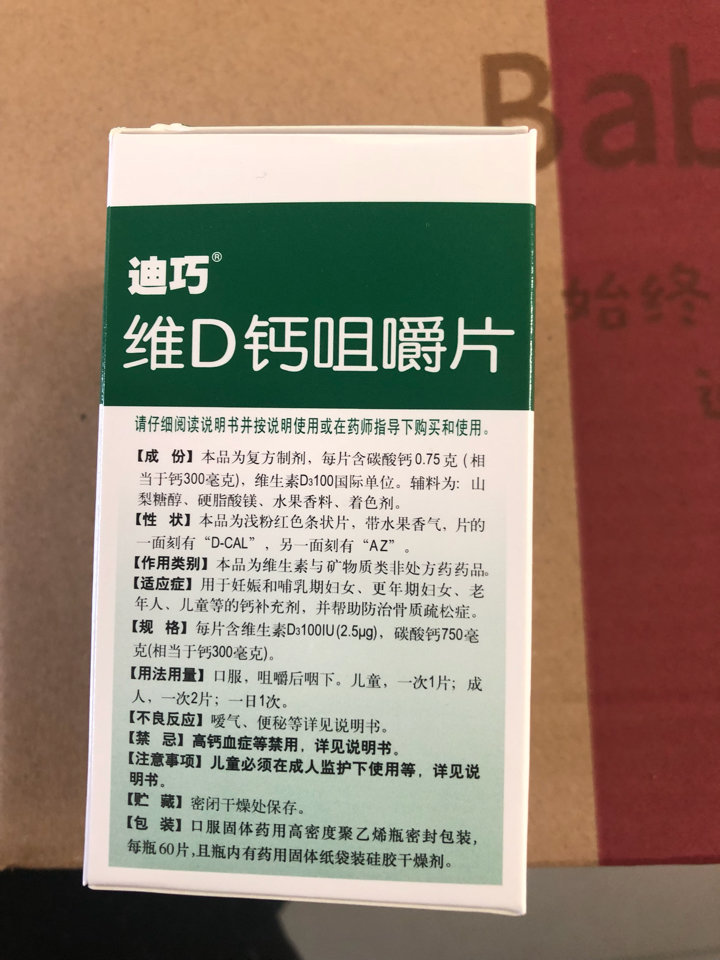 Bab
始终
迪巧®
维D钙咀嚼片
请仔细阅读说明书并按说明使用或在药师指导下购买和使用。
【成 份】本品为复方制剂，每片含碳酸钙0.75克（相
当于钙300毫克），维生素D3100国际单位。辅料为：山
梨糖醇、硬脂酸镁、水果香料、着色剂。
【性 状】本品为浅粉红色条状片，带水果香气，片的
一面刻有“D-CAL”，另一面刻有“AZ”。
【作用类别】本品为维生素与矿物质类非处方药药品。
【适应症】用于妊娠和哺乳期妇女、更年期妇女、老
年人、儿童等的钙补充剂，并帮助防治骨质疏松症。
【规 格】每片含维生素D3100IU(2.5μg)，碳酸钙750毫
克(相当于钙300毫克)。
【用法用量】口服，咀嚼后咽下。儿童，一次1片；成
人，一次2片；一日1次。
【不良反应】嗳气、便秘等详见说明书。
【禁 忌】高钙血症等禁用，详见说明书。
【注意事项】儿童必须在成人监护下使用等，详见说
明书。
【贮 藏】密闭干燥处保存。
【包 装】口服固体药用高密度聚乙烯瓶密封包装，
每瓶60片,且瓶内有药用固体纸袋装硅胶干燥剂。